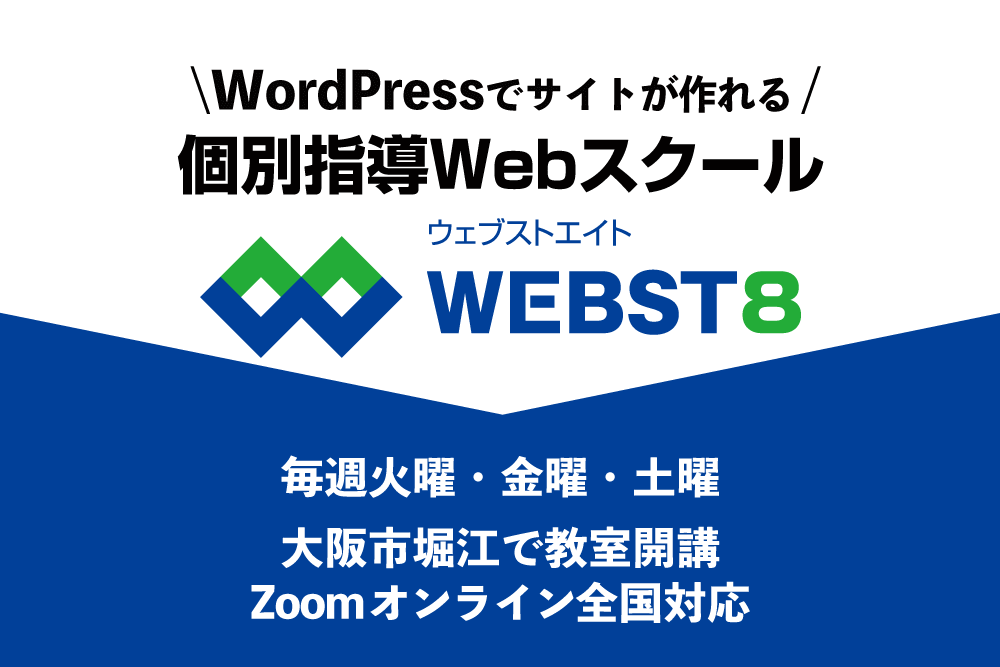 \WordPressでサイトが作れる/
個別指導Webスクール
ウェブストエイト
WEBST8
毎週火曜・金曜・土曜
大阪市堀江で教室開講
Zoomオンライン全国対応